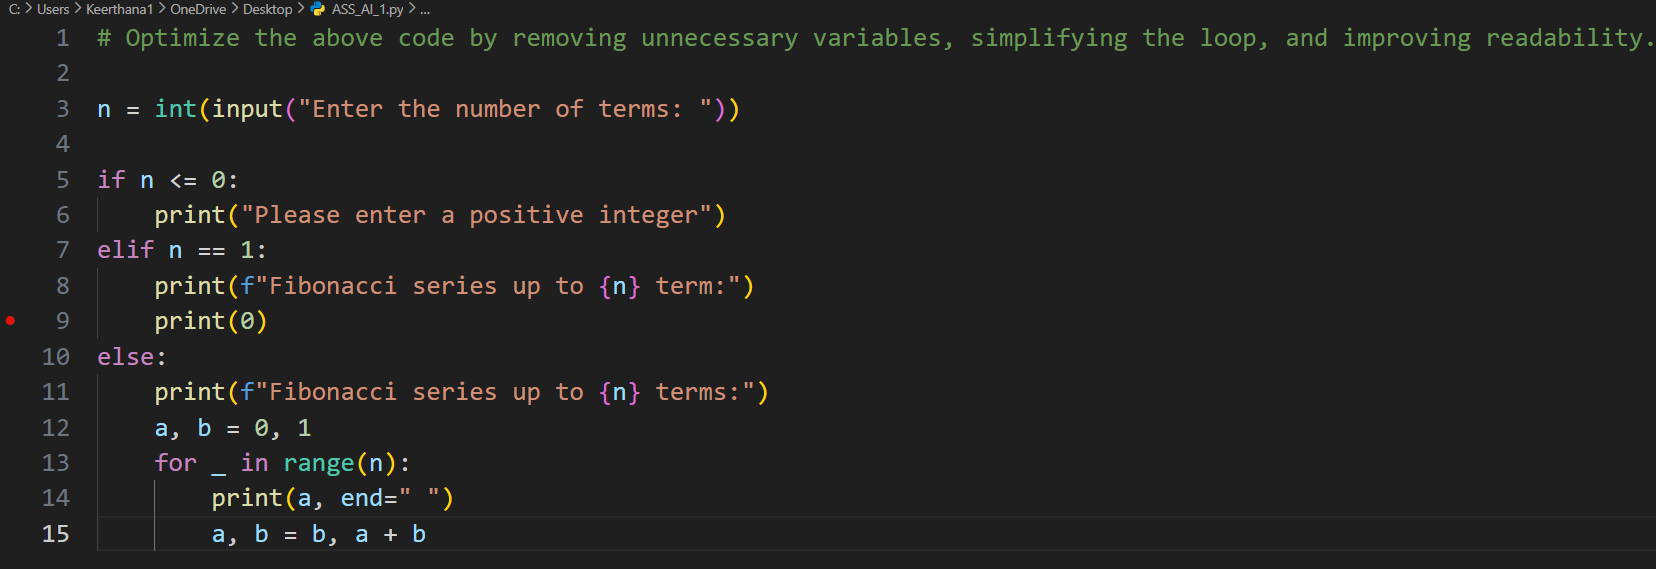 C: > Users > Keerthana1 > OneDrive > Desktop > ASS_AI_1.py > ...
1 # Optimize the above code by removing unnecessary variables, simplifying the loop, and improving readability.
2
3 n = int(input("Enter the number of terms: "))
4
5 if n <= 0:
6     print("Please enter a positive integer")
7 elif n == 1:
8     print(f"Fibonacci series up to {n} term:")
9     print(0)
10 else:
11     print(f"Fibonacci series up to {n} terms:")
12     a, b = 0, 1
13     for _ in range(n):
14         print(a, end=" ")
15         a, b = b, a + b